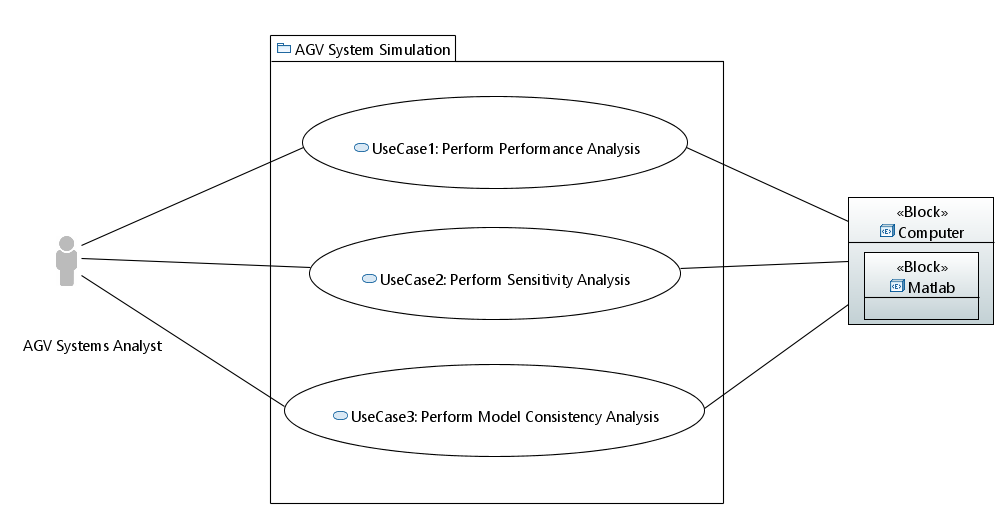 AGV System Simulation
UseCase1: Perform Performance Analysis
«Block»
Computer
UseCase2: Perform Sensitivity Analysis
«Block»
Matlab
AGV Systems Analyst
UseCase3: Perform Model Consistency Analysis